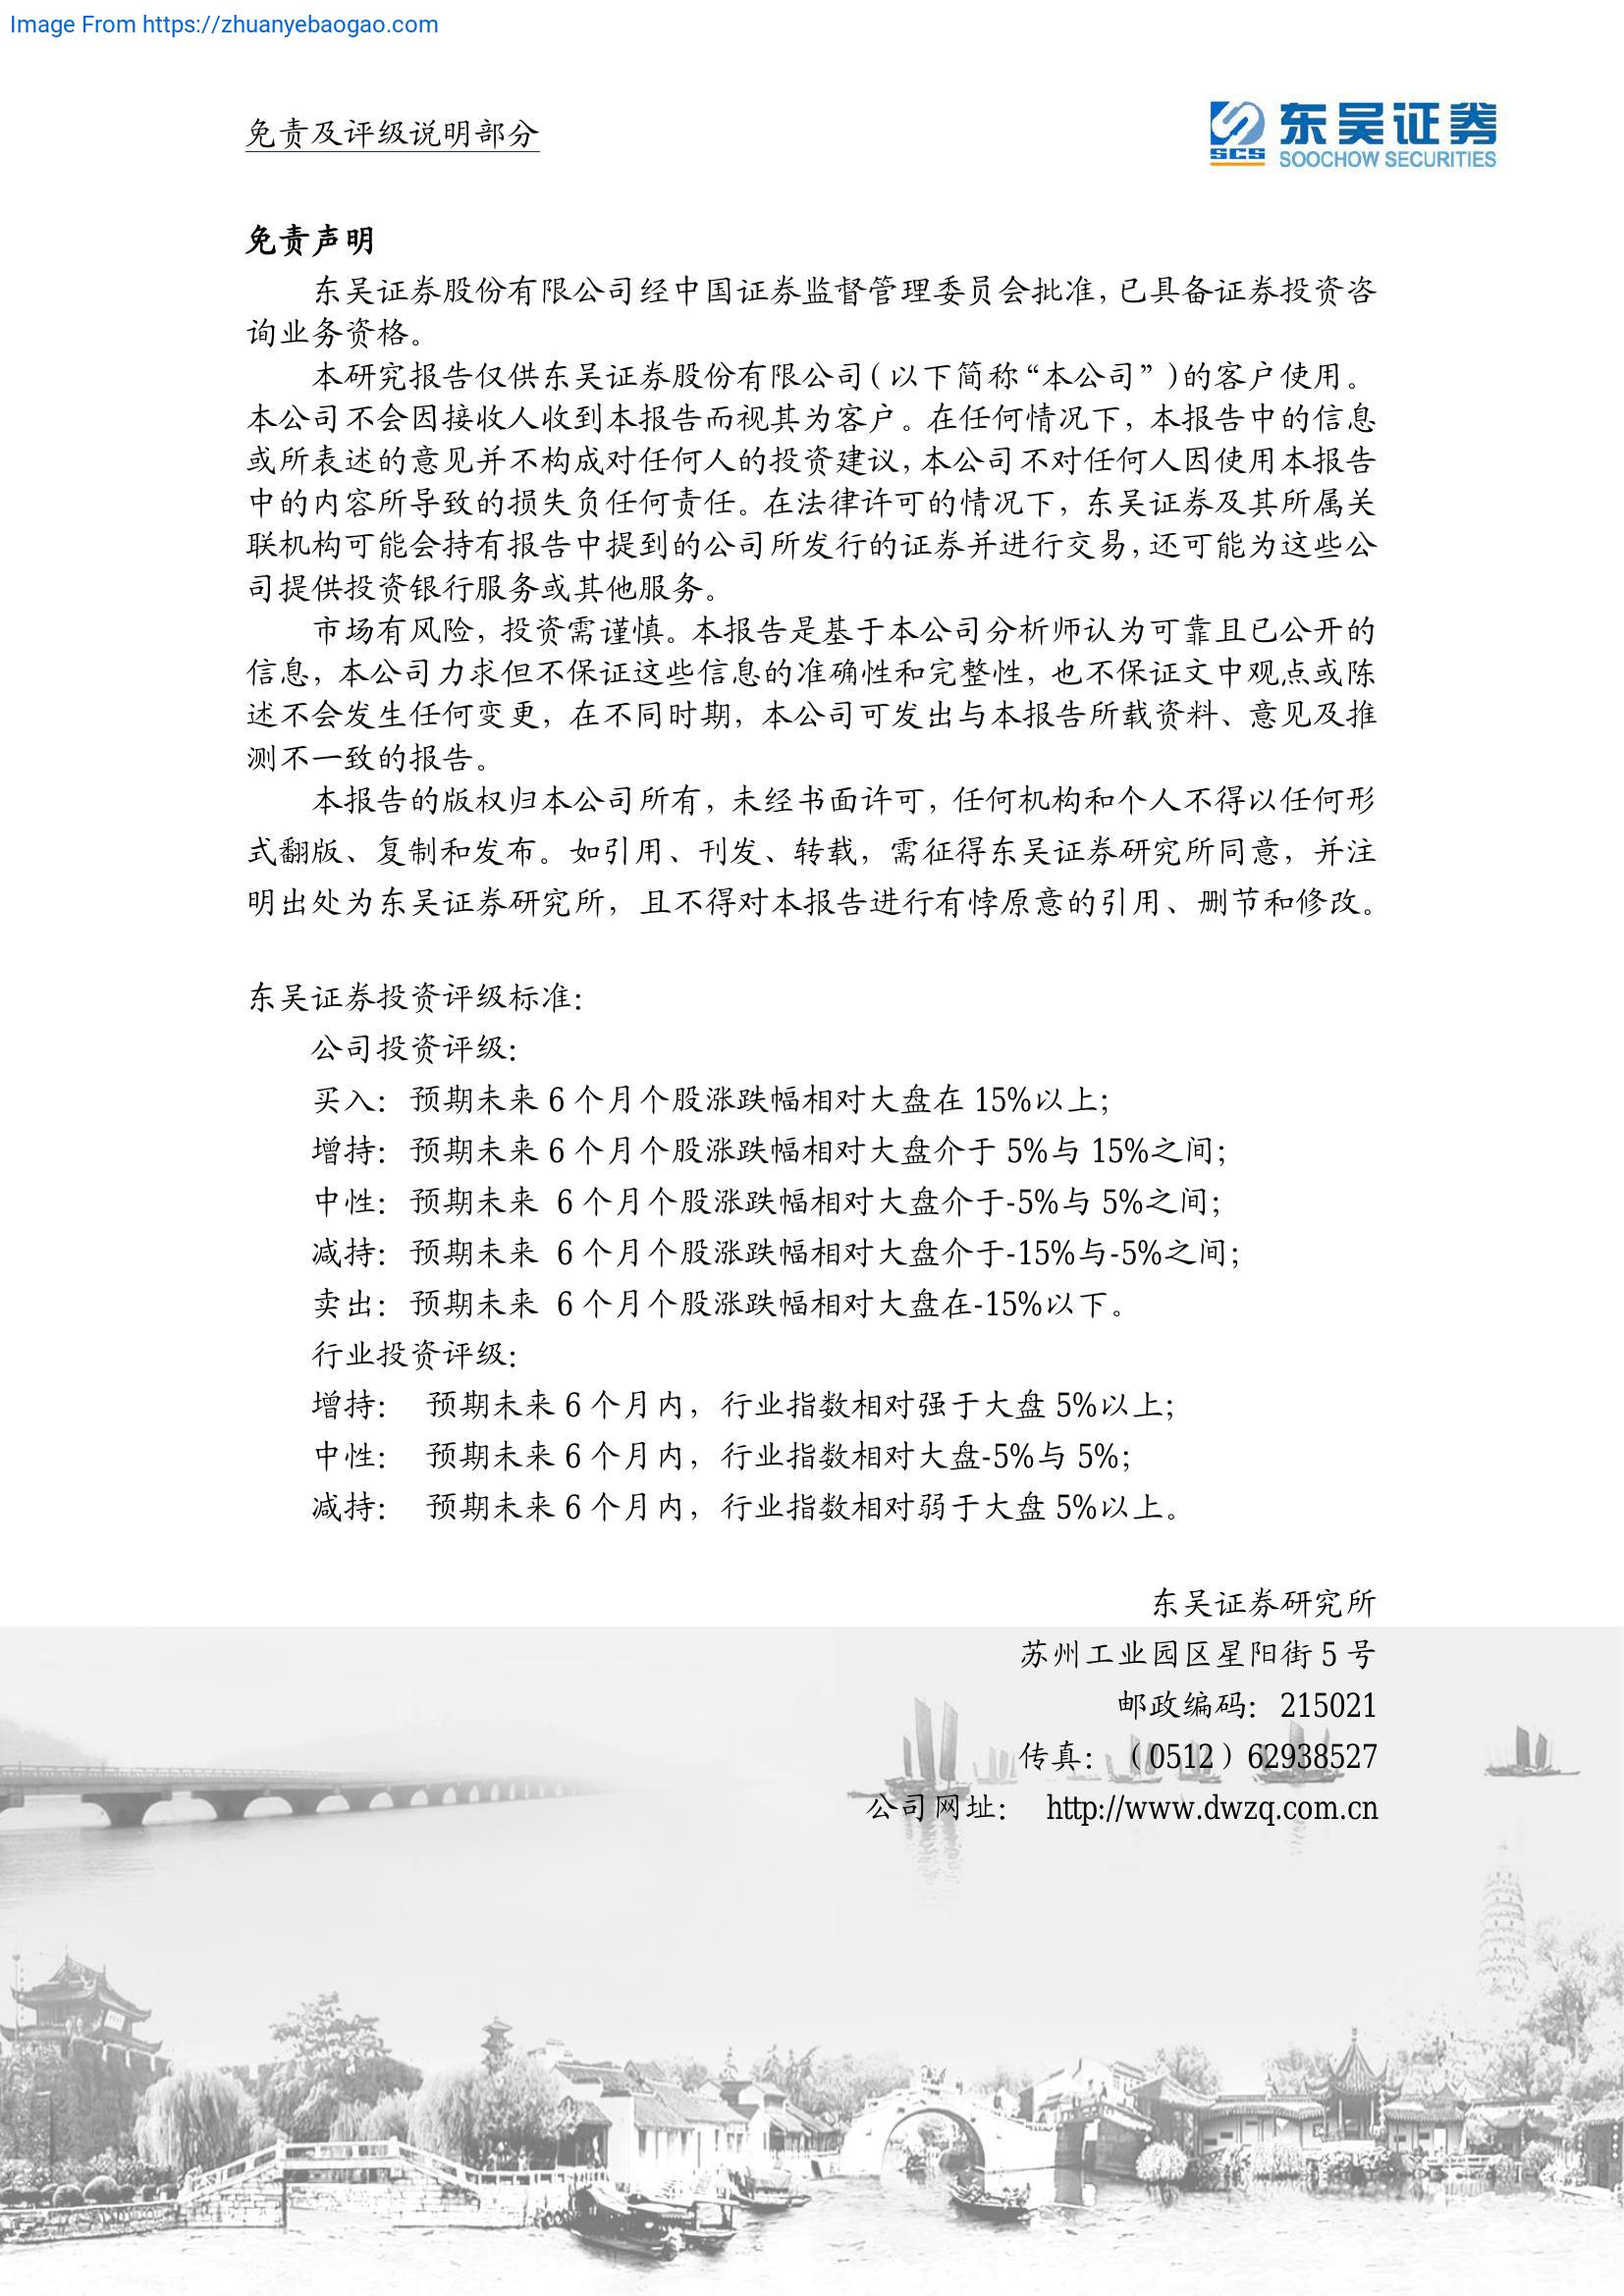 Image From https://zhuanyebaogao.com
免责及评级说明部分
东吴证券
SCS
SOOCHOW SECURITIES
免责声明
东吴证券股份有限公司经中国证券监督管理委员会批准，已具备证券投资咨
询业务资格。
本研究报告仅供东吴证券股份有限公司（以下简称“本公司”）的客户使用。
本公司不会因接收人收到本报告而视其为客户。在任何情况下，本报告中的信息
或所表述的意见并不构成对任何人的投资建议，本公司不对任何人因使用本报告
中的内容所导致的损失负任何责任。在法律许可的情况下，东吴证券及其所属关
联机构可能会持有报告中提到的公司所发行的证券并进行交易，还可能为这些公
司提供投资银行服务或其他服务。
市场有风险，投资需谨慎。本报告是基于本公司分析师认为可靠且已公开的
信息，本公司力求但不保证这些信息的准确性和完整性，也不保证文中观点或陈
述不会发生任何变更，在不同时期，本公司可发出与本报告所载资料、意见及推
测不一致的报告。
本报告的版权归本公司所有，未经书面许可，任何机构和个人不得以任何形
式翻版、复制和发布。如引用、刊发、转载，需征得东吴证券研究所同意，并注
明出处为东吴证券研究所，且不得对本报告进行有悖原意的引用、删节和修改。
东吴证券投资评级标准：
公司投资评级：
买入：预期未来 6 个月个股涨跌幅相对大盘在 15%以上；
增持：预期未来 6 个月个股涨跌幅相对大盘介于 5%与 15%之间；
中性：预期未来 6 个月个股涨跌幅相对大盘介于-5%与 5%之间；
减持：预期未来 6 个月个股涨跌幅相对大盘介于-15%与-5%之间；
卖出：预期未来 6 个月个股涨跌幅相对大盘在-15%以下。
行业投资评级：
增持： 预期未来 6 个月内，行业指数相对强于大盘 5%以上；
中性： 预期未来 6 个月内，行业指数相对大盘-5%与 5%；
减持： 预期未来 6 个月内，行业指数相对弱于大盘 5%以上。
东吴证券研究所
苏州工业园区星阳街 5 号
邮政编码：215021
传真：（0512）62938527
公司网址： http://www.dwzq.com.cn